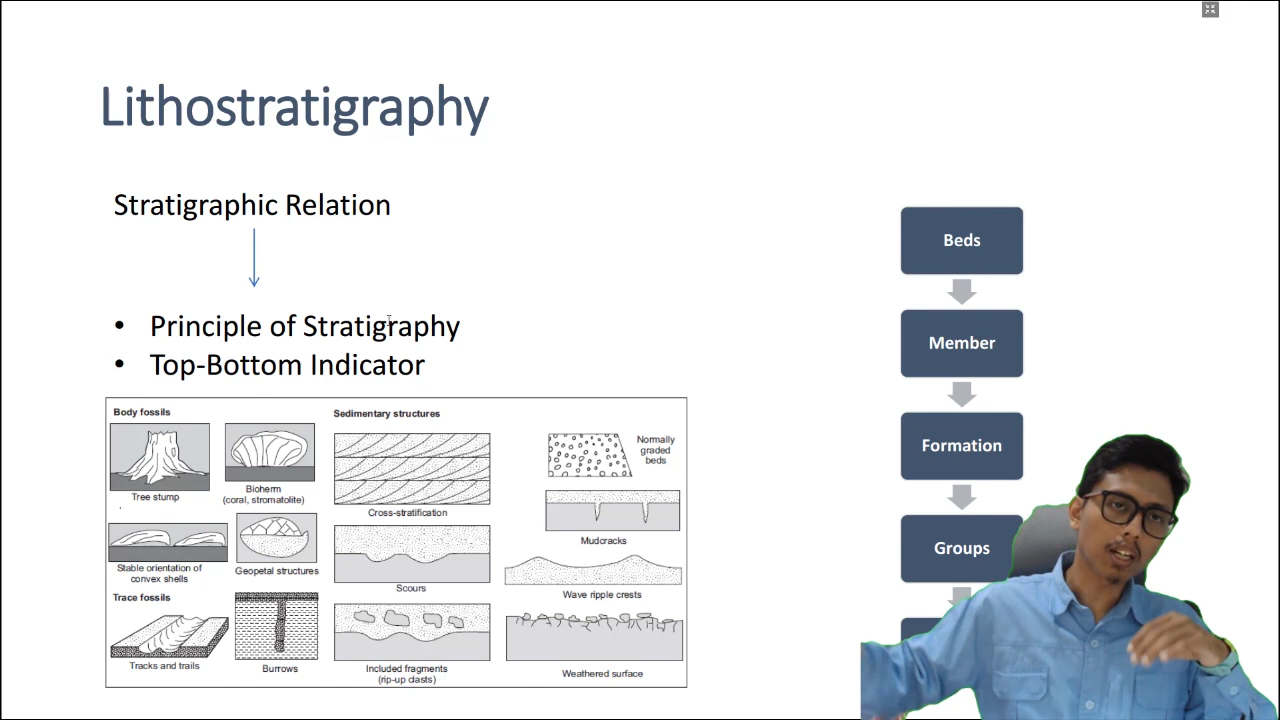 Lithostratigraphy
Stratigraphic Relation
• Principle of Stratigraphy
• Top-Bottom Indicator
Body fossils
Tree stump
Bioherm
(coral, stromatolite)
Stable orientation of
convex shells
Geopetal structures
Trace fossils
Tracks and trails
Burrows
Sedimentary structures
Cross-stratification
Scours
Included fragments
(rip-up clasts)
Normally
graded
beds
Mudcracks
Wave ripple crests
Weathered surface
Beds
Member
Formation
Groups